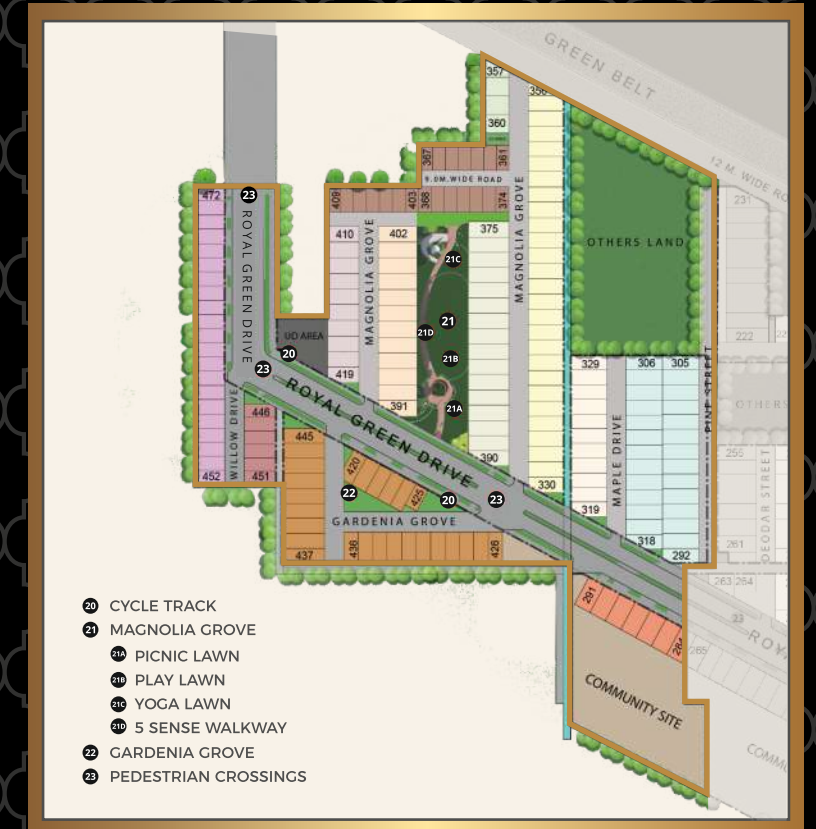 GREEN BELT
357
356
360
12 M. WIDE RO
367
361
9.0M.WIDE ROAD
368
374
409
403
472
23
231
ROYAL GREEN DRIVE
410
MAGNOLIA GROVE
402
375
MAGNOLIA GROVE
21C
OTHERS LAND
21
21D
UD AREA
222
20
21B
23
419
329
306
305
PINE STREET
391
21A
ROYAL GREEN DRIVE
OTHERS
446
WILLOW DRIVE
445
MAPLE DRIVE
DEODAR STREET
390
420
452
451
330
22
425
20
23
319
GARDENIA GROVE
318
261
437
436
426
292
263
264
291
284
265
23
ROY
COMMUNITY SITE
COMMU
20 CYCLE TRACK
21 MAGNOLIA GROVE
21A PICNIC LAWN
21B PLAY LAWN
21C YOGA LAWN
21D 5 SENSE WALKWAY
22 GARDENIA GROVE
23 PEDESTRIAN CROSSINGS